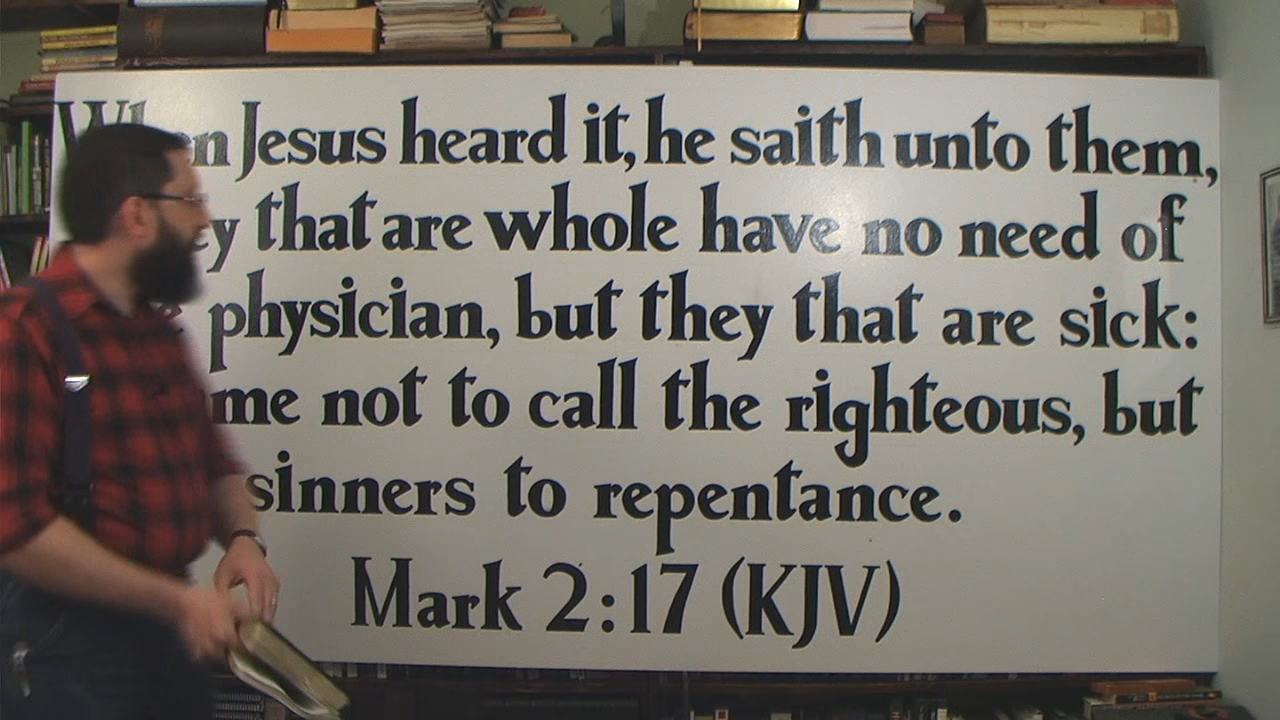 When Jesus heard it, he saith unto them,
that are whole have no need of
physician, but they that are sick:
not to call the righteous, but
sinners to repentance.
Mark 2:17 (KJV)